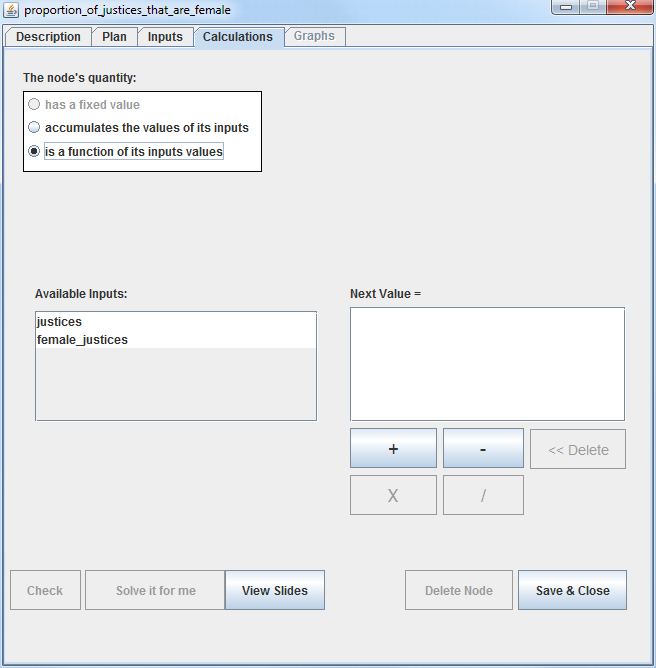 proportion_of_justices_that_are_female
Description Plan Inputs Calculations Graphs
The node's quantity:
has a fixed value
accumulates the values of its inputs
is a function of its inputs values
Available Inputs: Next Value =
justices
female_justices
+ - << Delete
X /
Check Solve it for me View Slides Delete Node Save & Close